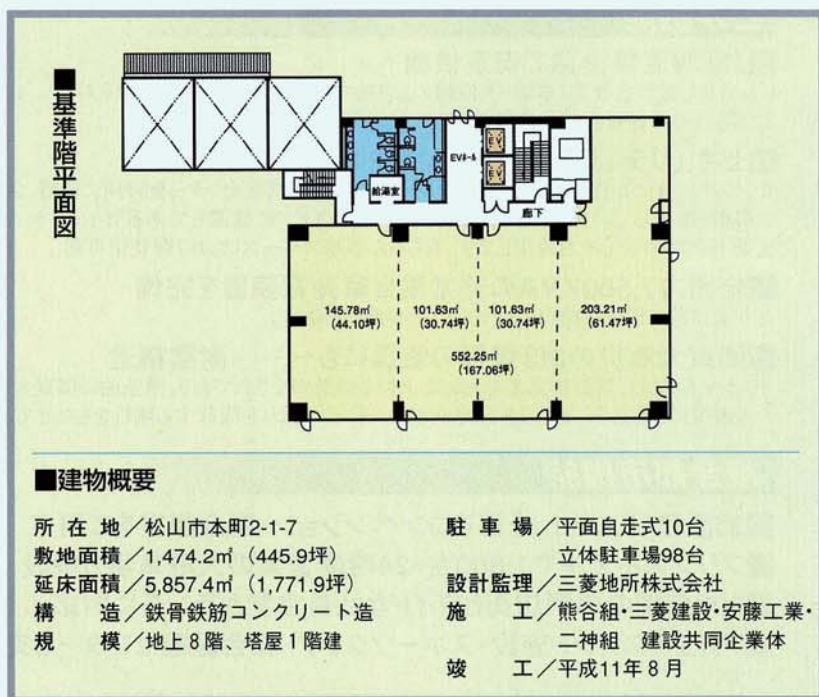 ■基準階平面図
EV
EV
EVホール
給湯室
廊下
145.78㎡
(44.10坪)
101.63㎡
(30.74坪)
101.63㎡
(30.74坪)
203.21㎡
(61.47坪)
552.25㎡
(167.06坪)
■建物概要
所在地／松山市本町2-1-7
敷地面積／1,474.2㎡（445.9坪）
延床面積／5,857.4㎡（1,771.9坪）
構造／鉄骨鉄筋コンクリート造
規模／地上8階、塔屋1階建
駐車場／平面自走式10台
立体駐車場98台
設計監理／三菱地所株式会社
施工／熊谷組・三菱建設・安藤工業・
二神組 建設共同企業体
竣工／平成11年8月